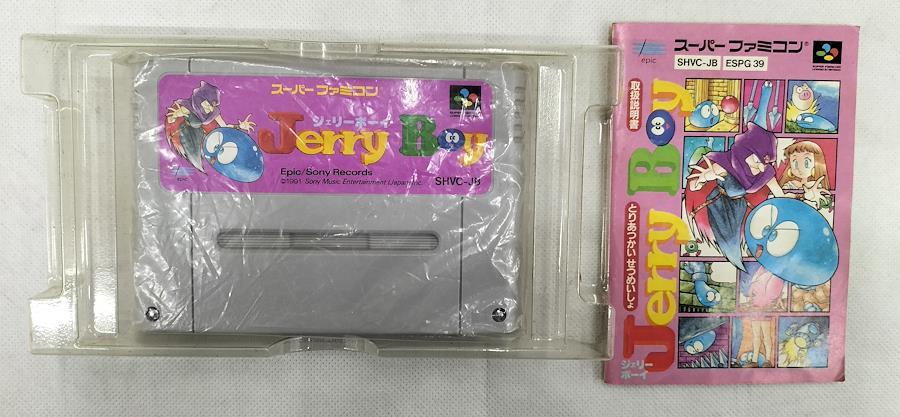 スーパーファミコン
ジェリーボーイ
Jerry Boy
epic
Epic/Sony Records
©1991 Sony Music Entertainment (Japan) Inc.
SHVC-JB
epic
スーパーファミコン
SHVC-JB
ESPG 39
取扱説明書
Jerry Boy
とりあつかいせつめいしょ
ジェリー
ボーイ